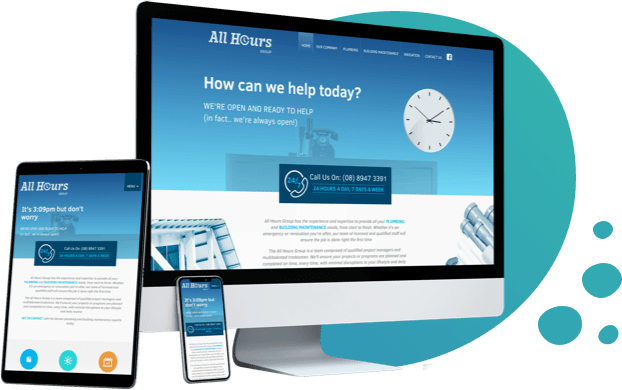 All Hours
GROUP
HOME OUR COMPANY PLUMBING BUILDING MAINTENANCE INNOVATION CONTACT US
How can we help today?
WE'RE OPEN AND READY TO HELP
(in fact.. we're always open!)
24/7
Call Us On: (08) 8947 3391
24 HOURS A DAY, 7 DAYS A WEEK
All Hours Group has the experience and expertise to provide all your PLUMBING
and BUILDING MAINTENANCE needs, from start to finish. Whether it's an
emergency or renovation you're after, our team of licensed and qualified staff will
ensure the job is done right the first time
The All Hours Group is a team comprised of qualified project managers and
multitalented tradesmen. We'll ensure your projects or programs are planned and
completed on time, every time, with minimal disruptions to your lifestyle and daily
All Hours
GROUP
MENU
It's 3:09pm but don't
worry
Call Us On: (08) 8947 3391
24 HOURS A DAY, 7 DAYS A WEEK
All Hours
It's 3:09pm but don't
worry